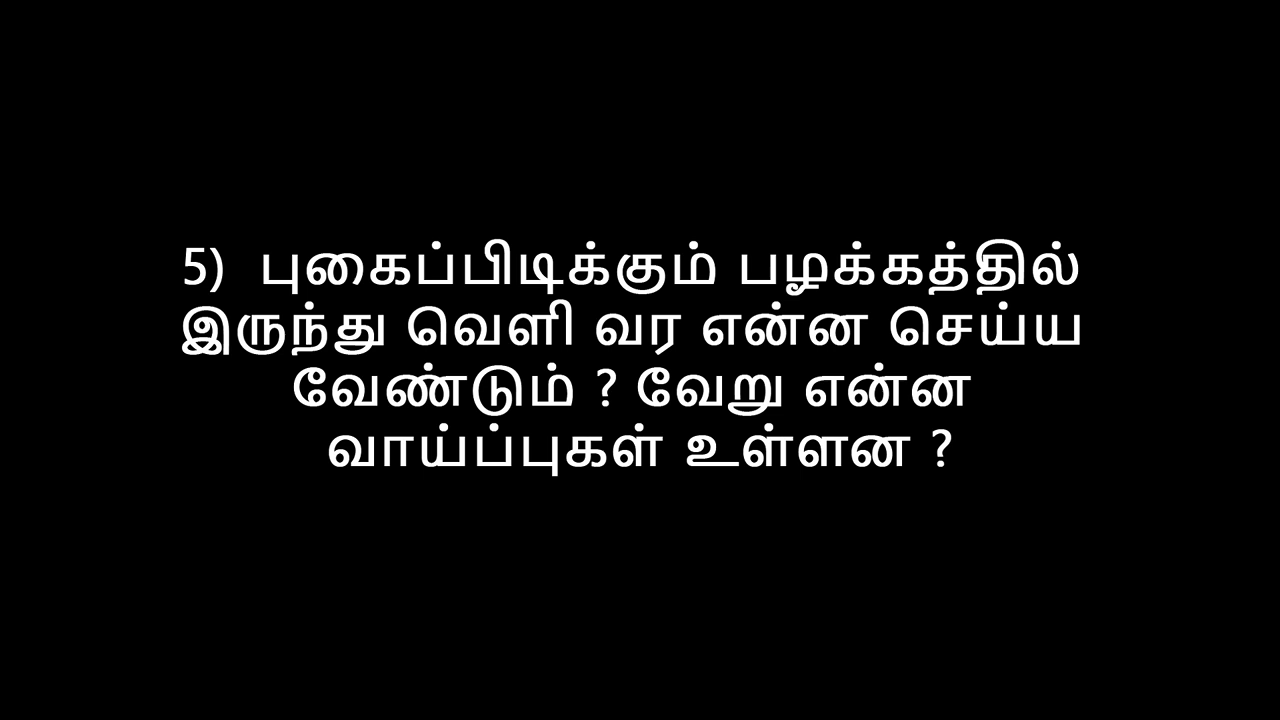 5) புகைப்பிடிக்கும் பழக்கத்தில்
இருந்து வெளி வர என்ன செய்ய
வேண்டும் ? வேறு என்ன
வாய்ப்புகள் உள்ளன ?